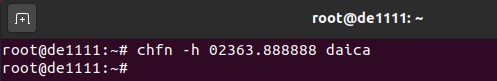 root@de1111: ~
root@de1111:~# chfn -h 02363.888888 daica
root@de1111:~#